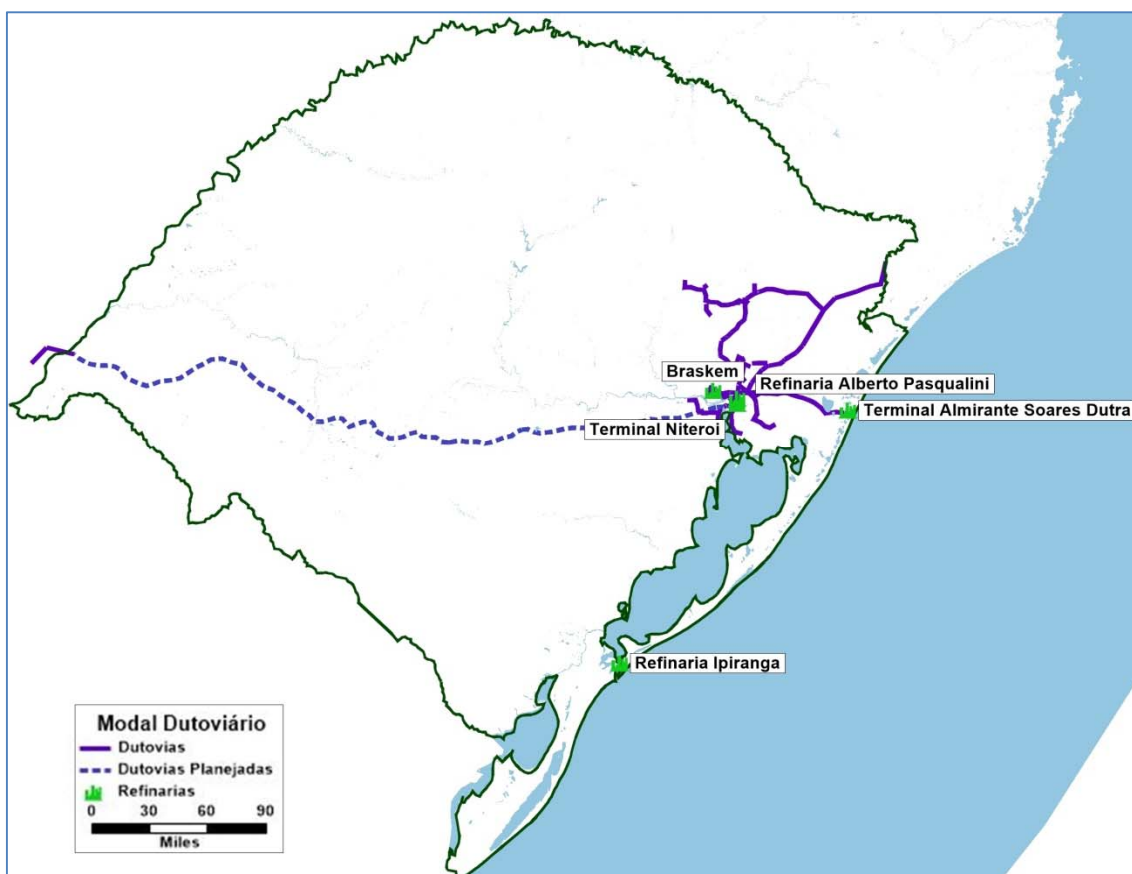 Braskem
Refinaria Alberto Pasqualini
Terminal Almirante Soares Dutra
Terminal Niteroi
Refinaria Ipiranga
Modal Dutoviário
Dutovias
Dutovias Planejadas
Refinarias
0 30 60 90
Miles